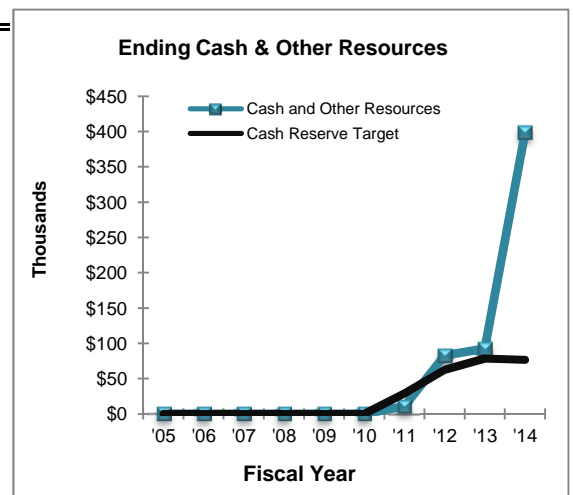 Ending Cash & Other Resources
$450
$400
$350
$300
$250
$200
$150
$100
$50
$0
Thousands
Cash and Other Resources
Cash Reserve Target
'05 '06 '07 '08 '09 '10 '11 '12 '13 '14
Fiscal Year